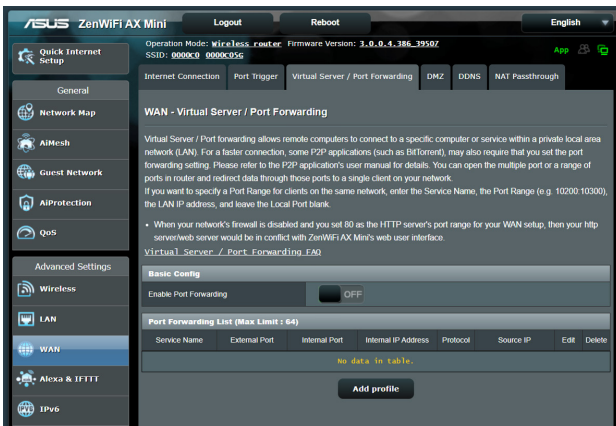 ASUS ZenWiFi AX Mini Logout Reboot English
Operation Mode: Wireless router Firmware Version: 3.0.0.4.386_39507
SSID: 0000C0 0000C05G
App
Quick Internet
Setup
General
Network Map
AiMesh
Guest Network
AiProtection
QoS
Advanced Settings
Wireless
LAN
WAN
Alexa & IFTTT
IPv6
Internet Connection Port Trigger Virtual Server / Port Forwarding DMZ DDNS NAT Passthrough
WAN - Virtual Server / Port Forwarding
Virtual Server / Port forwarding allows remote computers to connect to a specific computer or service within a private local area
network (LAN). For a faster connection, some P2P applications (such as BitTorrent), may also require that you set the port
forwarding setting. Please refer to the P2P application's user manual for details. You can open the multiple port or a range of
ports in router and redirect data through those ports to a single client on your network.
If you want to specify a Port Range for clients on the same network, enter the Service Name, the Port Range (e.g. 10200:10300),
the LAN IP address, and leave the Local Port blank.
• When your network's firewall is disabled and you set 80 as the HTTP server's port range for your WAN setup, then your http
server/web server would be in conflict with ZenWiFi AX Mini's web user interface.
Virtual Server / Port Forwarding FAQ
Basic Config
Enable Port Forwarding OFF
Port Forwarding List (Max Limit : 64)
Service Name External Port Internal Port Internal IP Address Protocol Source IP Edit Delete
No data in table.
Add profile